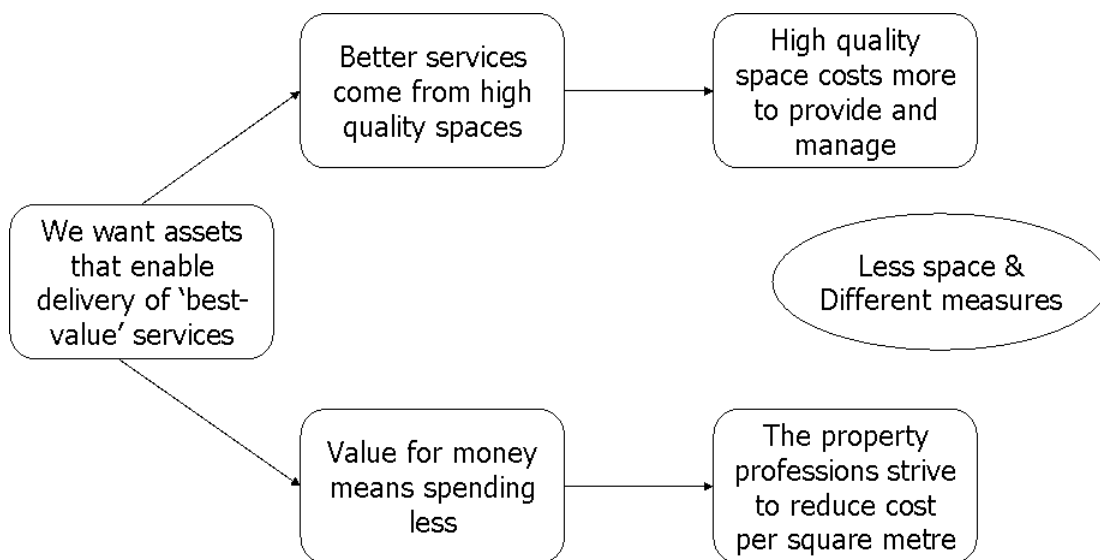 Better services
come from high
quality spaces
High quality
space costs more
to provide and
manage
We want assets
that enable
delivery of ‘best-
value’ services
Less space &
Different measures
Value for money
means spending
less
The property
professions strive
to reduce cost
per square metre